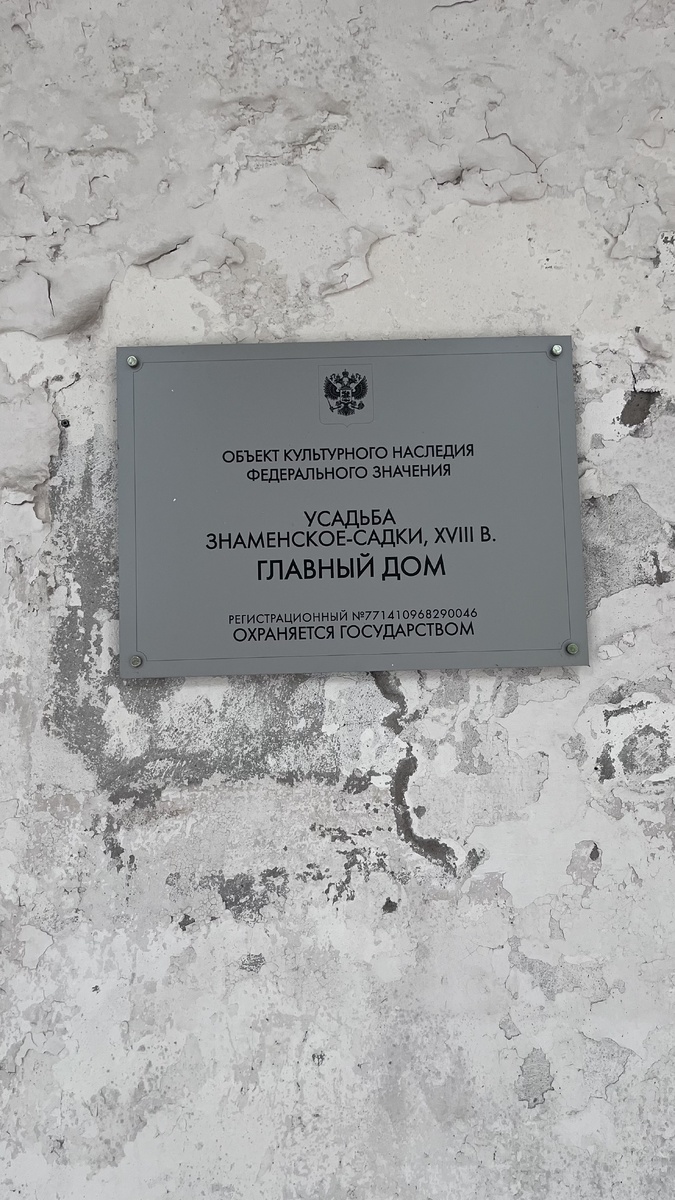 ОБЪЕКТ КУЛЬТУРНОГО НАСЛЕДИЯ
ФЕДЕРАЛЬНОГО ЗНАЧЕНИЯ
УСАДЬБА
ЗНАМЕНСКОЕ-САДКИ, XVIII В.
ГЛАВНЫЙ ДОМ
РЕГИСТРАЦИОННЫЙ №771410968290046
ОХРАНЯЕТСЯ ГОСУДАРСТВОМ